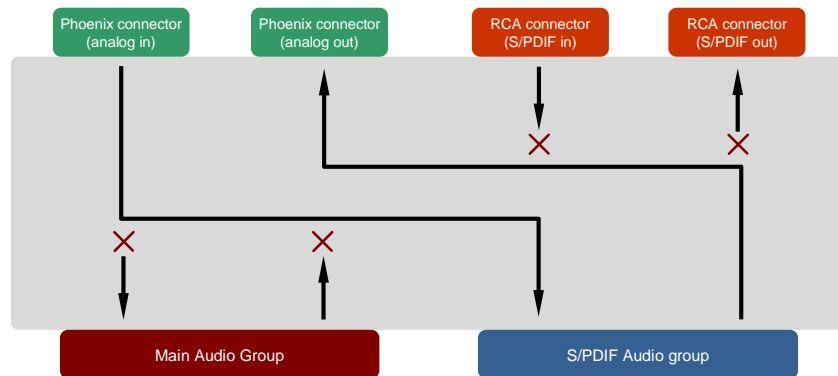 Phoenix connector
(analog in)
Phoenix connector
(analog out)
RCA connector
(S/PDIF in)
RCA connector
(S/PDIF out)
Main Audio Group
S/PDIF Audio group